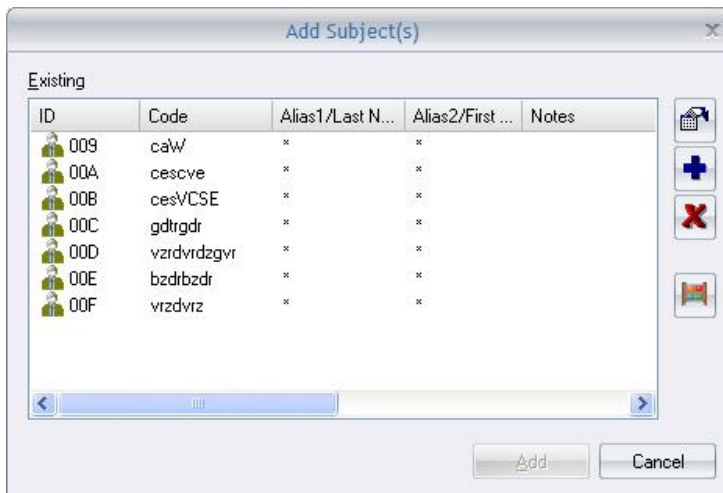 Add Subject(s)
Existing
ID Code Alias1/Last N... Alias2/First ... Notes
009 caW * *
00A cescve * *
00B cesVCSE * *
00C gdtrgdr * *
00D vzrdvrdzgvr * *
00E bzdrbzdr * *
00F vrzdvrz * *
Add Cancel